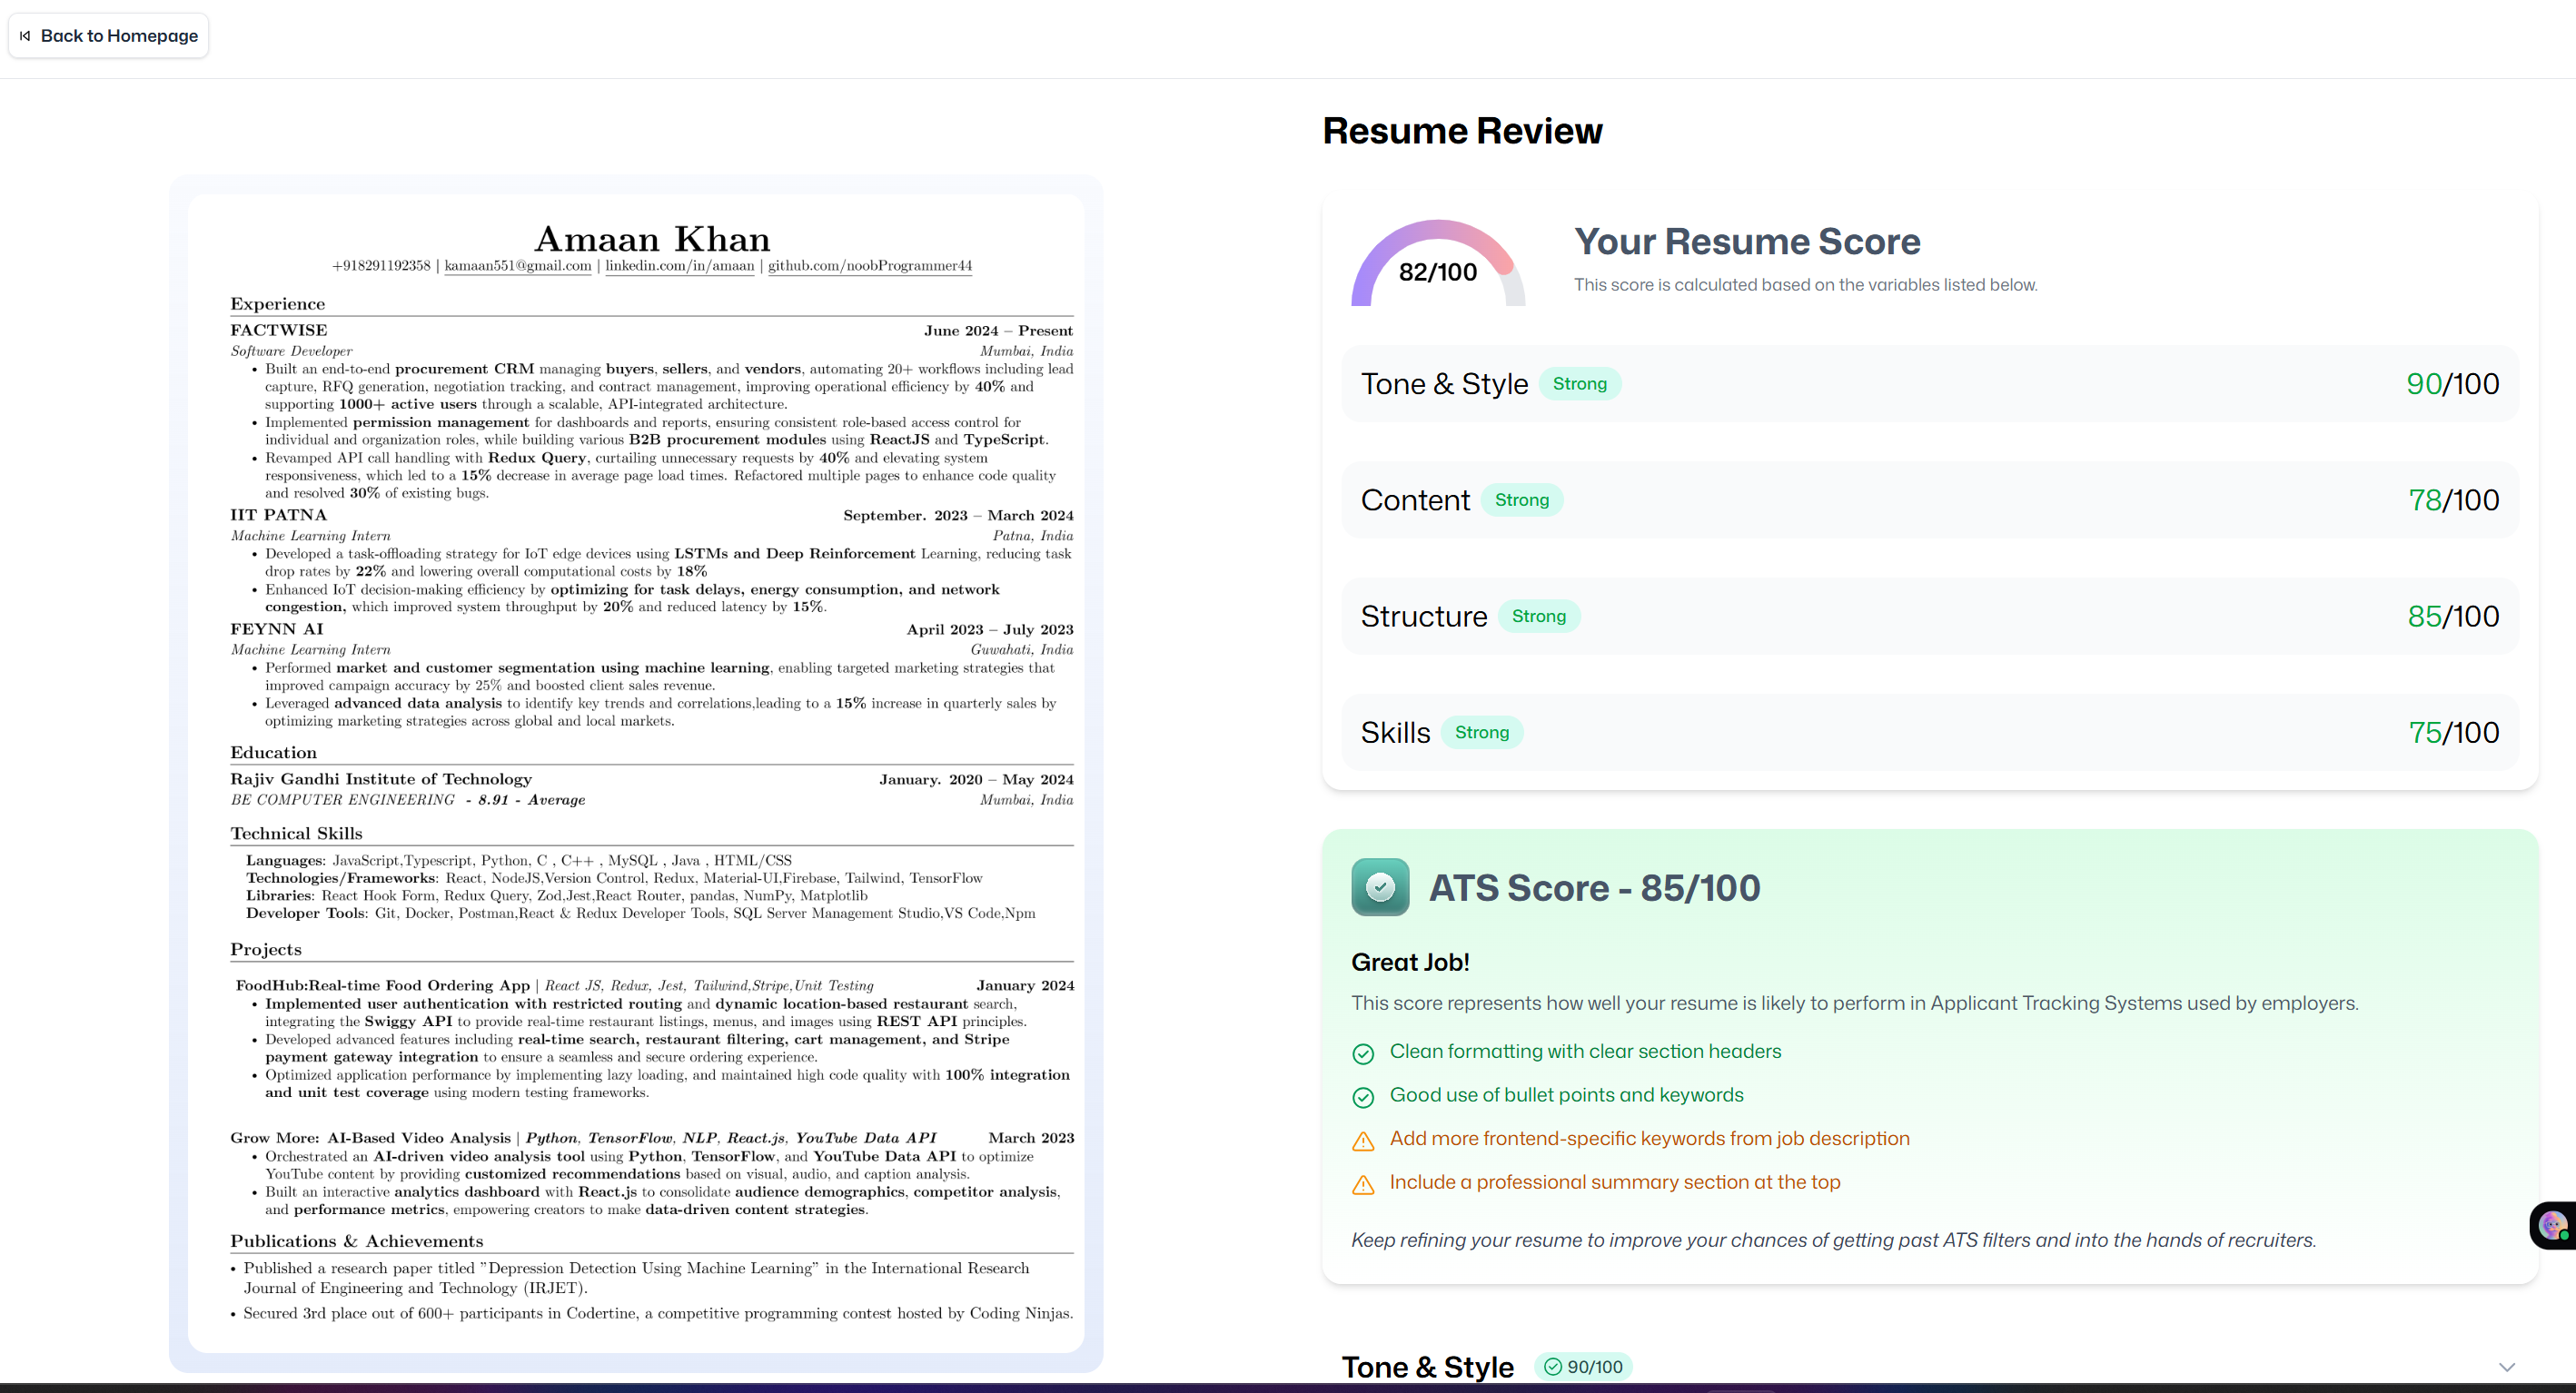 Back to Homepage
Amaan Khan
+918291192358 | kamaan551@gmail.com | linkedin.com/in/amaan | github.com/noobProgrammer44
Experience
FACTWISE June 2024 – Present
Software Developer Mumbai, India
• Built an end-to-end procurement CRM managing buyers, sellers, and vendors, automating 20+ workflows including lead
capture, RFQ generation, negotiation tracking, and contract management, improving operational efficiency by 40% and
supporting 1000+ active users through a scalable, API-integrated architecture.
• Implemented permission management for dashboards and reports, ensuring consistent role-based access control for
individual and organization roles, while building various B2B procurement modules using ReactJS and TypeScript.
• Revamped API call handling with Redux Query, curtailing unnecessary requests by 40% and elevating system
responsiveness, which led to a 15% decrease in average page load times. Refactored multiple pages to enhance code quality
and resolved 30% of existing bugs.
IIT PATNA September. 2023 – March 2024
Machine Learning Intern Patna, India
• Developed a task-offloading strategy for IoT edge devices using LSTMs and Deep Reinforcement Learning, reducing task
drop rates by 22% and lowering overall computational costs by 18%
• Enhanced IoT decision-making efficiency by optimizing for task delays, energy consumption, and network
congestion, which improved system throughput by 20% and reduced latency by 15%.
FEYNN AI April 2023 – July 2023
Machine Learning Intern Guwahati, India
• Performed market and customer segmentation using machine learning, enabling targeted marketing strategies that
improved campaign accuracy by 25% and boosted client sales revenue.
• Leveraged advanced data analysis to identify key trends and correlations,leading to a 15% increase in quarterly sales by
optimizing marketing strategies across global and local markets.
Education
Rajiv Gandhi Institute of Technology January. 2020 – May 2024
BE COMPUTER ENGINEERING - 8.91 - Average Mumbai, India
Technical Skills
Languages: JavaScript,Typescript, Python, C , C++ , MySQL , Java , HTML/CSS
Technologies/Frameworks: React, NodeJS,Version Control, Redux, Material-UI,Firebase, Tailwind, TensorFlow
Libraries: React Hook Form, Redux Query, Zod,Jest,React Router, pandas, NumPy, Matplotlib
Developer Tools: Git, Docker, Postman,React & Redux Developer Tools, SQL Server Management Studio,VS Code,Npm
Projects
FoodHub:Real-time Food Ordering App | React JS, Redux, Jest, Tailwind,Stripe,Unit Testing January 2024
• Implemented user authentication with restricted routing and dynamic location-based restaurant search,
integrating the Swiggy API to provide real-time restaurant listings, menus, and images using REST API principles.
• Developed advanced features including real-time search, restaurant filtering, cart management, and Stripe
payment gateway integration to ensure a seamless and secure ordering experience.
• Optimized application performance by implementing lazy loading, and maintained high code quality with 100% integration
and unit test coverage using modern testing frameworks.
Grow More: AI-Based Video Analysis | Python, TensorFlow, NLP, React.js, YouTube Data API March 2023
• Orchestrated an AI-driven video analysis tool using Python, TensorFlow, and YouTube Data API to optimize
YouTube content by providing customized recommendations based on visual, audio, and caption analysis.
• Built an interactive analytics dashboard with React.js to consolidate audience demographics, competitor analysis,
and performance metrics, empowering creators to make data-driven content strategies.
Publications & Achievements
• Published a research paper titled ”Depression Detection Using Machine Learning” in the International Research
Journal of Engineering and Technology (IRJET).
• Secured 3rd place out of 600+ participants in Codertine, a competitive programming contest hosted by Coding Ninjas.
Resume Review
82/100
Your Resume Score
This score is calculated based on the variables listed below.
Tone & Style Strong 90/100
Content Strong 78/100
Structure Strong 85/100
Skills Strong 75/100
ATS Score - 85/100
Great Job!
This score represents how well your resume is likely to perform in Applicant Tracking Systems used by employers.
Clean formatting with clear section headers
Good use of bullet points and keywords
Add more frontend-specific keywords from job description
Include a professional summary section at the top
Keep refining your resume to improve your chances of getting past ATS filters and into the hands of recruiters.
Tone & Style 90/100